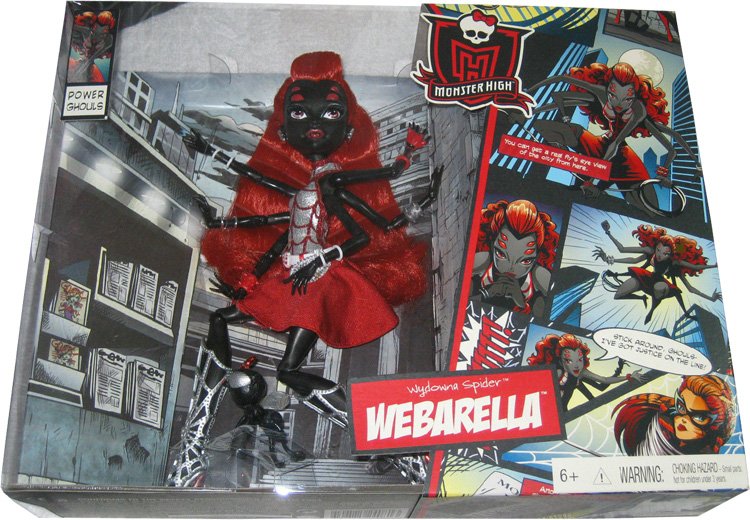 POWER
GHOULS
MONSTER HIGH™
You can get a real fly's eye view
of the city from here.
STICK AROUND, GHOULS-
I'VE GOT JUSTICE ON THE LINE!
Wydowna Spider™
WEBARELLA™
6+
WARNING:
CHOKING HAZARD - Small parts.
Not for children under 3 years.